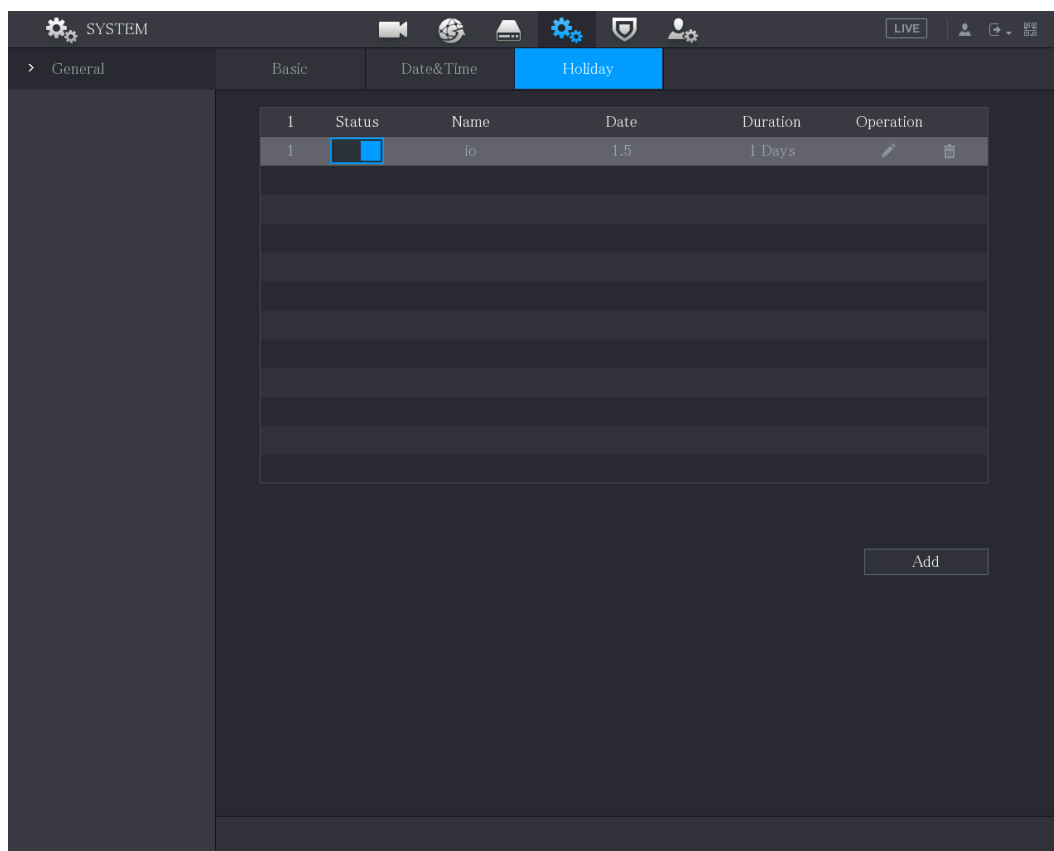 SYSTEM LIVE
General Basic Date&Time Holiday
1 Status Name Date Duration Operation
1 io 1.5 1 Days
Add